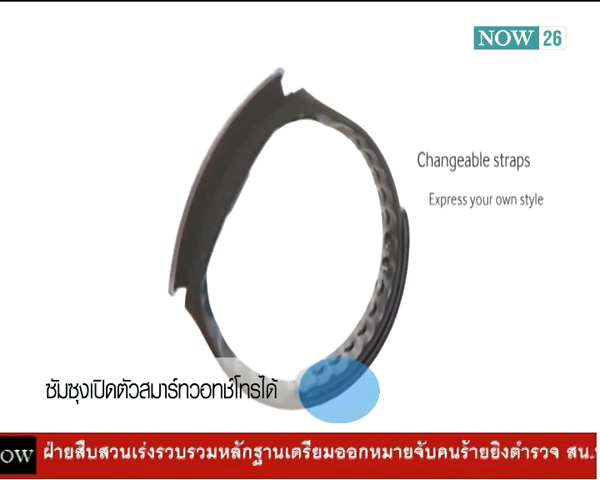 NOW 26
Changeable straps
Express your own style
ซัมซุงเปิดตัวสมาร์ทวอทช์โทรได้
OW ฝ่ายสืบสวนเร่งรวบรวมหลักฐานเตรียมออกหมายจับคนร้ายยิงตำรวจ สน.